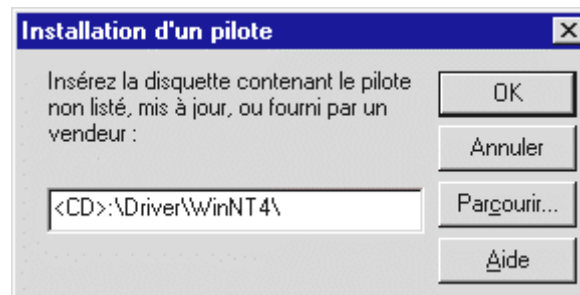 Installation d'un pilote
Insérez la disquette contenant le pilote
non listé, mis à jour, ou fourni par un
vendeur :
<CD>:\Driver\WinNT4\
OK
Annuler
Parcourir...
Aide